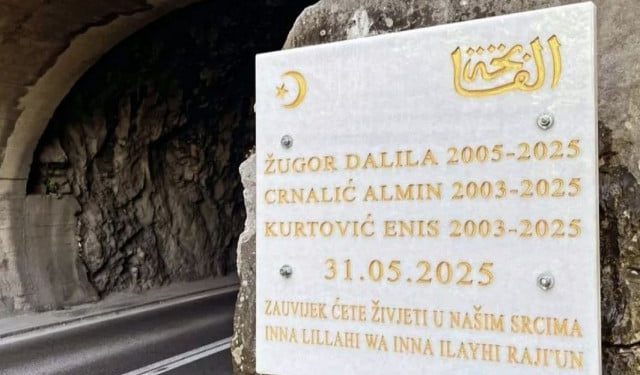 الفاتحة
ŽUGOR DALILA 2005-2025
CRNALIĆ ALMIN 2003-2025
KURTOVIĆ ENIS 2003-2025
31.05.2025
ZAUVIJEK ĆETE ŽIVJETI U NAŠIM SRCIMA
INNA LILLAHI WA INNA ILAYHI RAJI'UN